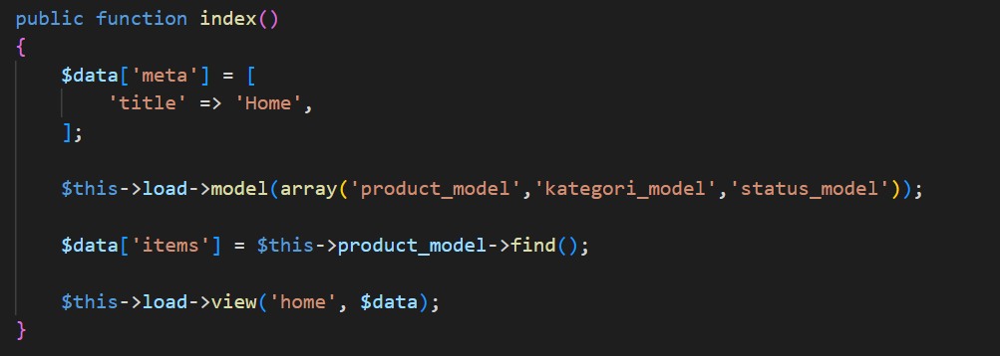 public function index()
{
    $data['meta'] = [
        'title' => 'Home',
    ];
    $this->load->model(array('product_model','kategori_model','status_model'));
    $data['items'] = $this->product_model->find();
    $this->load->view('home', $data);
}